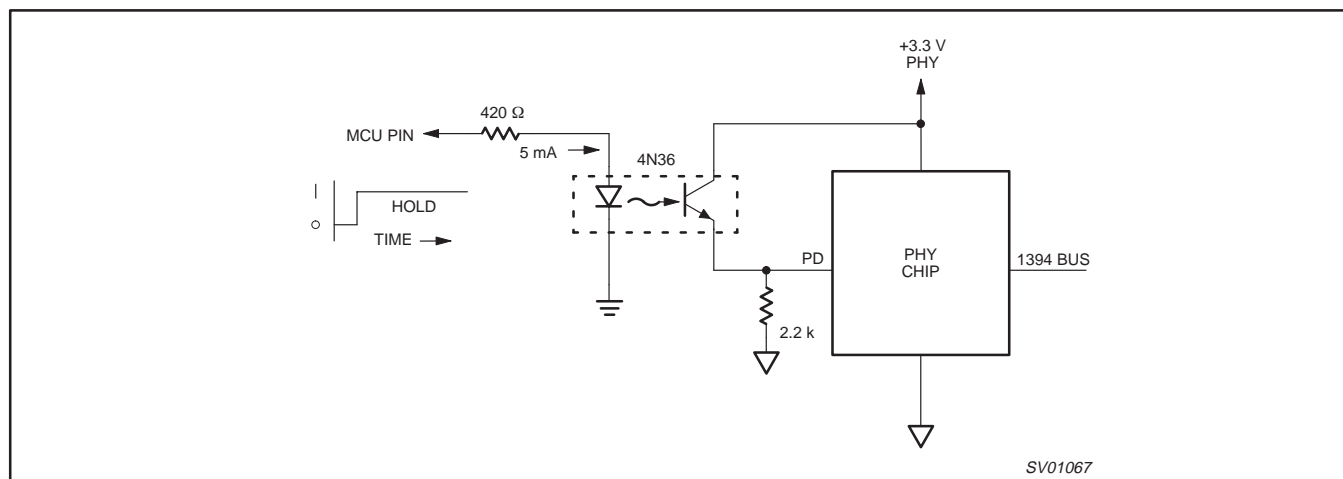 +3.3 V
PHY
420 Ω
MCU PIN
5 mA
4N36
I
O
HOLD
TIME
PD
PHY
CHIP
1394 BUS
2.2 k
SV01067